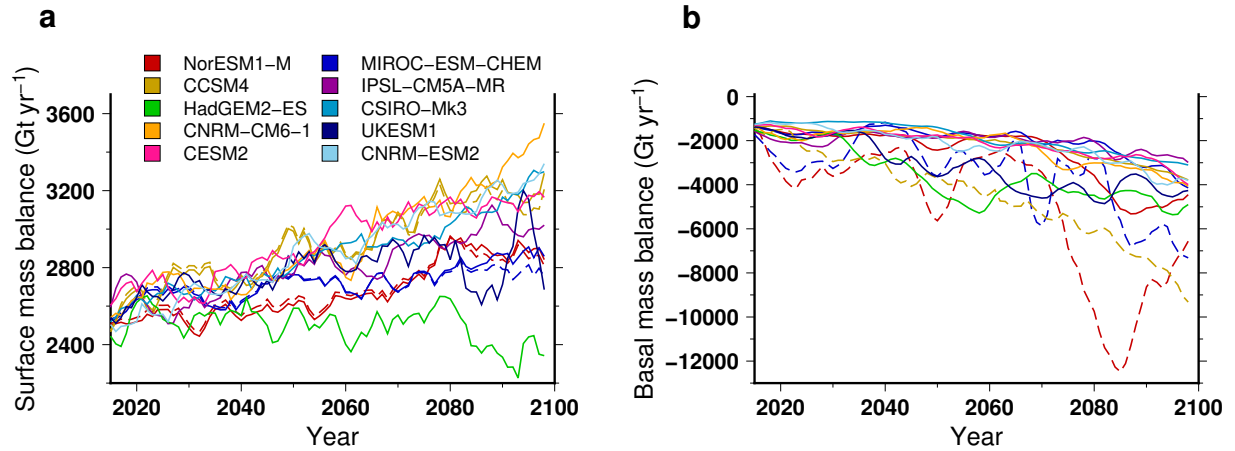 a
Surface mass balance (Gt yr⁻¹)
3600
3200
2800
2400
NorESM1−M
CCSM4
HadGEM2−ES
CNRM−CM6−1
CESM2
MIROC−ESM−CHEM
IPSL−CM5A−MR
CSIRO−Mk3
UKESM1
CNRM−ESM2
2020 2040 2060 2080 2100
Year
b
Basal mass balance (Gt yr⁻¹)
0
−2000
−4000
−6000
−8000
−10000
−12000
2020 2040 2060 2080 2100
Year